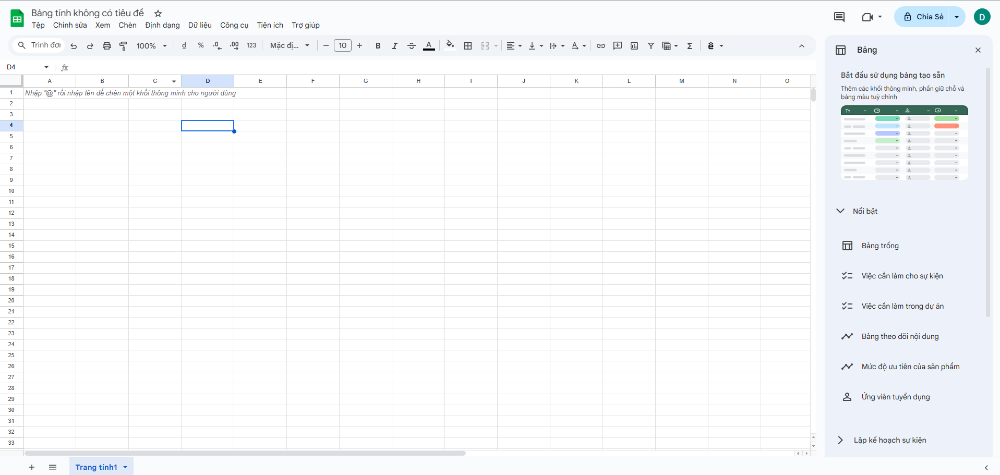 Bảng tính không có tiêu đề
Tệp Chỉnh sửa Xem Chèn Định dạng Dữ liệu Công cụ Tiện ích Trợ giúp
Chia Sẻ
D
Trình đơn
100%
đ % .0 .00 123
Mặc đị...
10
B I A
D4
fx
A B C D E F G H I J K L M N O
1 Nhập "@" rồi nhập tên để chèn một khối thông minh cho người dùng
2
3
4
5
6
7
8
9
10
11
12
13
14
15
16
17
18
19
20
21
22
23
24
25
26
27
28
29
30
31
32
33
Trang tính1
Bảng
Bắt đầu sử dụng bảng tạo sẵn
Thêm các khối thông minh, phần giữ chỗ và
bảng màu tuỳ chỉnh
Nổi bật
Bảng trống
Việc cần làm cho sự kiện
Việc cần làm trong dự án
Bảng theo dõi nội dung
Mức độ ưu tiên của sản phẩm
Ứng viên tuyển dụng
Lập kế hoạch sự kiện